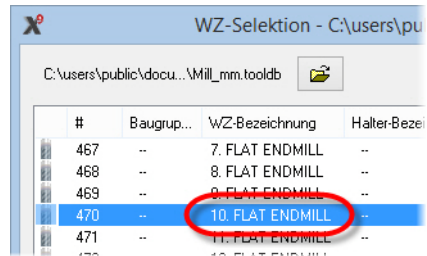 X⁹ WZ-Selektion - C:\users\pu
C:\users\public\docu...\Mill_mm.tooldb
# Baugrup... WZ-Bezeichnung Halter-Bezei
467 -- 7. FLAT ENDMILL --
468 -- 8. FLAT ENDMILL --
469 -- 9. FLAT ENDMILL --
470 -- 10. FLAT ENDMILL --
471 -- 11. FLAT ENDMILL --